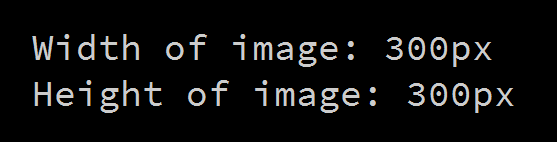 Width of image: 300px
Height of image: 300px